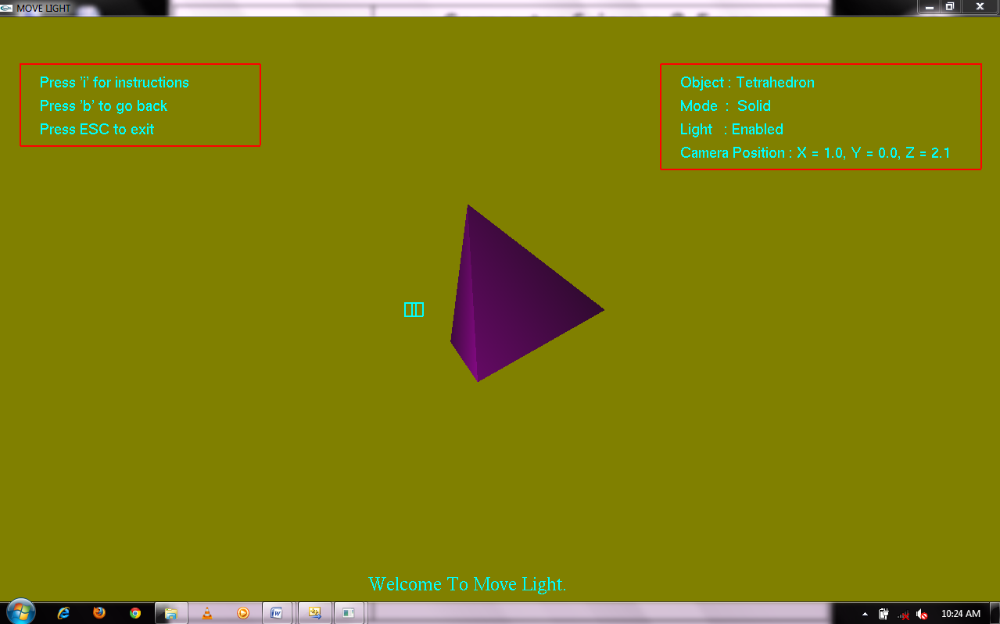 MOVE LIGHT
Press 'i' for instructions
Press 'b' to go back
Press ESC to exit
Object : Tetrahedron
Mode : Solid
Light : Enabled
Camera Position : X = 1.0, Y = 0.0, Z = 2.1
Welcome To Move Light.
10:24 AM